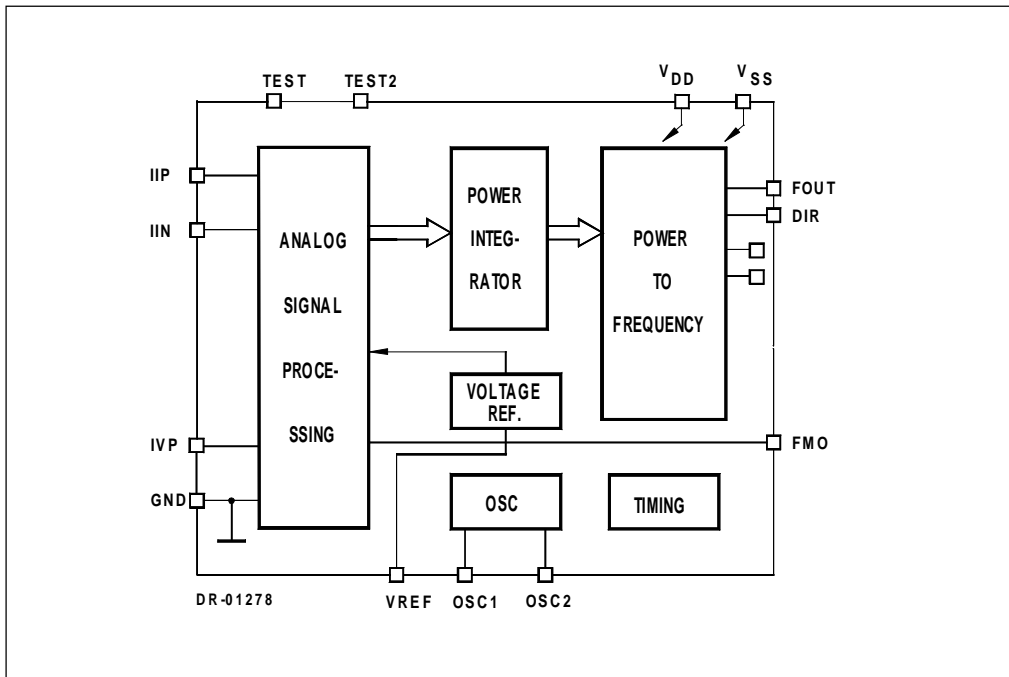 TEST TEST2 VDD VSS
IIP
IIN
IVP
GND
ANALOG
SIGNAL
PROCE-
SSING
POWER
INTEG-
RATOR
POWER
TO
FREQUENCY
VOLTAGE
REF.
OSC
TIMING
FOUT
DIR
FMO
DR-01278
VREF OSC1 OSC2